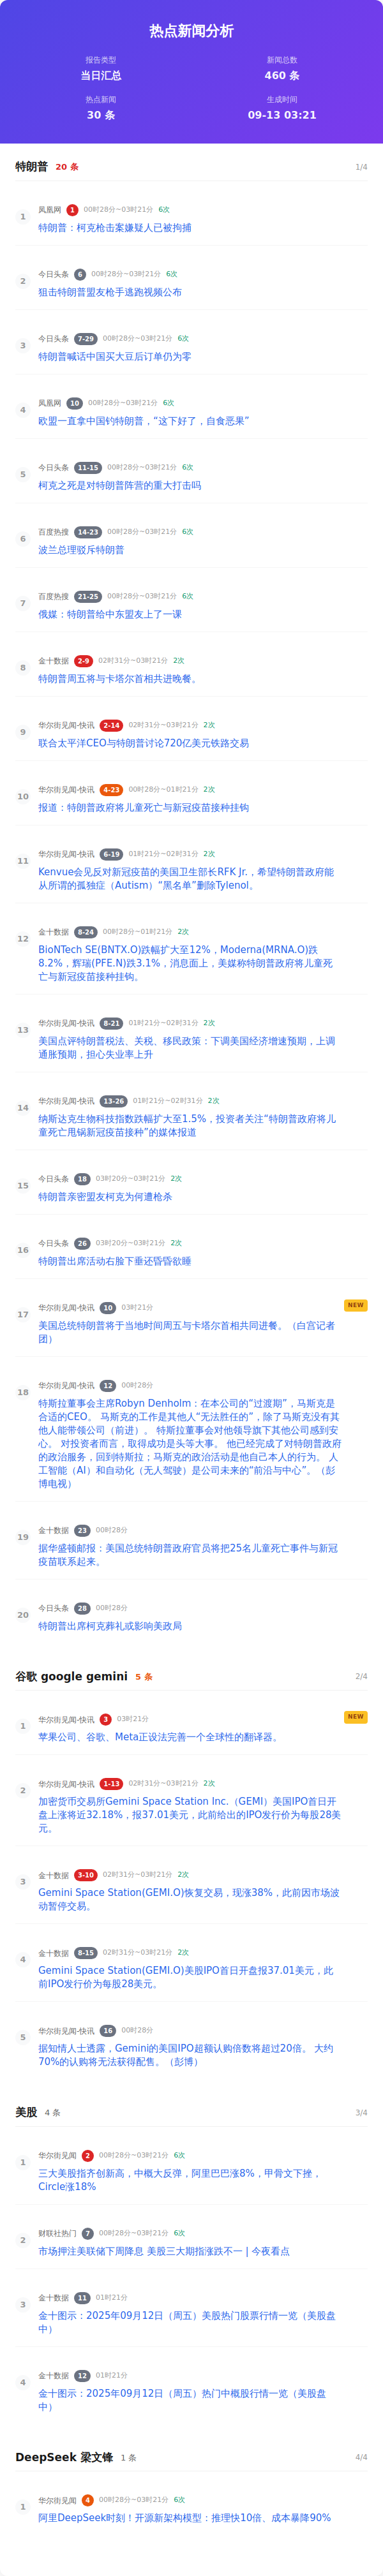 热点新闻分析
报告类型
新闻总数
当日汇总
460 条
热点新闻
生成时间
30 条
09-13 03:21
特朗普 20 条 1/4
1
凤凰网 1 00时28分~03时21分 6次
特朗普：柯克枪击案嫌疑人已被拘捕
2
今日头条 6 00时28分~03时21分 6次
狙击特朗普盟友枪手逃跑视频公布
3
今日头条 7-29 00时28分~03时21分 6次
特朗普喊话中国买大豆后订单仍为零
4
凤凰网 10 00时28分~03时21分 6次
欧盟一直拿中国钓特朗普，“这下好了，自食恶果”
5
今日头条 11-15 00时28分~03时21分 6次
柯克之死是对特朗普阵营的重大打击吗
6
百度热搜 14-23 00时28分~03时21分 6次
波兰总理驳斥特朗普
7
百度热搜 21-25 00时28分~03时21分 6次
俄媒：特朗普给中东盟友上了一课
8
金十数据 2-9 02时31分~03时21分 2次
特朗普周五将与卡塔尔首相共进晚餐。
9
华尔街见闻-快讯 2-14 02时31分~03时21分 2次
联合太平洋CEO与特朗普讨论720亿美元铁路交易
10
华尔街见闻-快讯 4-23 00时28分~01时21分 2次
报道：特朗普政府将儿童死亡与新冠疫苗接种挂钩
11
华尔街见闻-快讯 6-19 01时21分~02时31分 2次
Kenvue会见反对新冠疫苗的美国卫生部长RFK Jr.，希望特朗普政府能
从所谓的孤独症（Autism）“黑名单”删除Tylenol。
12
金十数据 8-24 00时28分~01时21分 2次
BioNTech SE(BNTX.O)跌幅扩大至12%，Moderna(MRNA.O)跌
8.2%，辉瑞(PFE.N)跌3.1%，消息面上，美媒称特朗普政府将儿童死
亡与新冠疫苗接种挂钩。
13
华尔街见闻-快讯 8-21 01时21分~02时31分 2次
美国点评特朗普税法、关税、移民政策：下调美国经济增速预期，上调
通胀预期，担心失业率上升
14
华尔街见闻-快讯 13-26 01时21分~02时31分 2次
纳斯达克生物科技指数跌幅扩大至1.5%，投资者关注“特朗普政府将儿
童死亡甩锅新冠疫苗接种”的媒体报道
15
今日头条 18 03时20分~03时21分 2次
特朗普亲密盟友柯克为何遭枪杀
16
今日头条 26 03时20分~03时21分 2次
特朗普出席活动右脸下垂还昏昏欲睡
17
华尔街见闻-快讯 10 03时21分 NEW
美国总统特朗普将于当地时间周五与卡塔尔首相共同进餐。（白宫记者
团）
18
华尔街见闻-快讯 12 00时28分
特斯拉董事会主席Robyn Denholm：在本公司的“过渡期”，马斯克是
合适的CEO。 马斯克的工作是其他人“无法胜任的”，除了马斯克没有其
他人能带领公司（前进）。 特斯拉董事会对他领导旗下其他公司感到安
心。 对投资者而言，取得成功是头等大事。 他已经完成了对特朗普政府
的政治服务，回到特斯拉；马斯克的政治活动是他自己本人的行为。 人
工智能（AI）和自动化（无人驾驶）是公司未来的“前沿与中心”。（彭
博电视）
19
金十数据 23 00时28分
据华盛顿邮报：美国总统特朗普政府官员将把25名儿童死亡事件与新冠
疫苗联系起来。
20
今日头条 28 00时28分
特朗普出席柯克葬礼或影响美政局
谷歌 google gemini 5 条 2/4
1
华尔街见闻-快讯 3 03时21分 NEW
苹果公司、谷歌、Meta正设法完善一个全球性的翻译器。
2
华尔街见闻-快讯 1-13 02时31分~03时21分 2次
加密货币交易所Gemini Space Station Inc.（GEMI）美国IPO首日开
盘上涨将近32.18%，报37.01美元，此前给出的IPO发行价为每股28美
元。
3
金十数据 3-10 02时31分~03时21分 2次
Gemini Space Station(GEMI.O)恢复交易，现涨38%，此前因市场波
动暂停交易。
4
金十数据 8-15 02时31分~03时21分 2次
Gemini Space Station(GEMI.O)美股IPO首日开盘报37.01美元，此
前IPO发行价为每股28美元。
5
华尔街见闻-快讯 16 00时28分
据知情人士透露，Gemini的美国IPO超额认购倍数将超过20倍。 大约
70%的认购将无法获得配售。（彭博）
美股 4 条 3/4
1
华尔街见闻 2 00时28分~03时21分 6次
三大美股指齐创新高，中概大反弹，阿里巴巴涨8%，甲骨文下挫，
Circle涨18%
2
财联社热门 7 00时28分~03时21分 6次
市场押注美联储下周降息 美股三大期指涨跌不一 | 今夜看点
3
金十数据 11 01时21分
金十图示：2025年09月12日（周五）美股热门股票行情一览（美股盘
中）
4
金十数据 12 01时21分
金十图示：2025年09月12日（周五）热门中概股行情一览（美股盘
中）
DeepSeek 梁文锋 1 条 4/4
1
华尔街见闻 4 00时28分~03时21分 6次
阿里DeepSeek时刻！开源新架构模型：推理快10倍、成本暴降90%